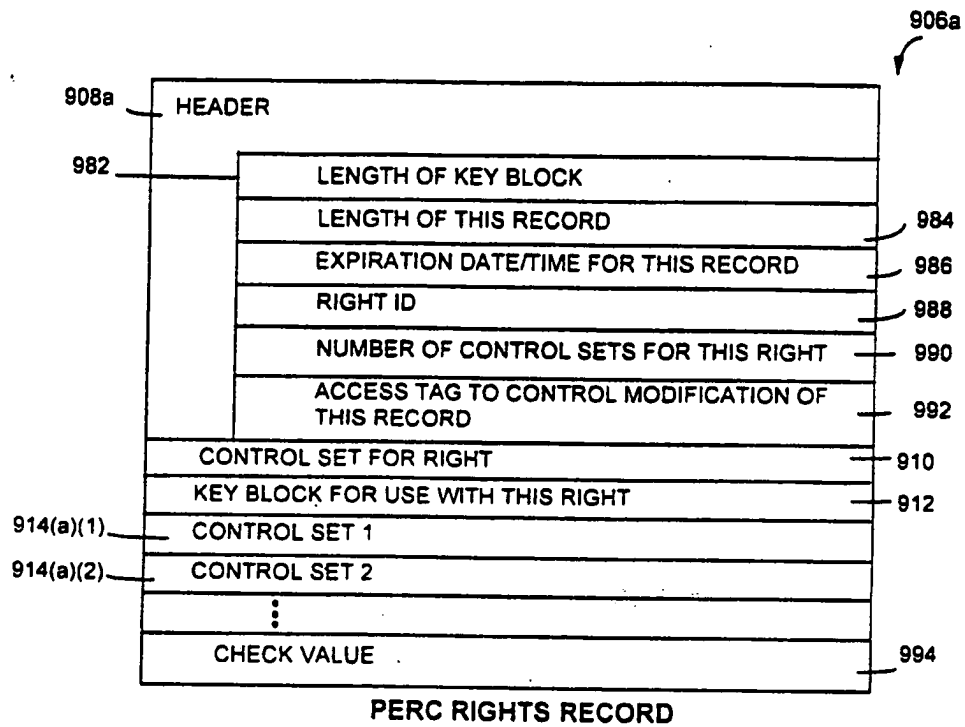 906a
908a
HEADER
982
LENGTH OF KEY BLOCK
LENGTH OF THIS RECORD
984
EXPIRATION DATE/TIME FOR THIS RECORD
986
RIGHT ID
988
NUMBER OF CONTROL SETS FOR THIS RIGHT
990
ACCESS TAG TO CONTROL MODIFICATION OF
THIS RECORD
992
CONTROL SET FOR RIGHT
910
KEY BLOCK FOR USE WITH THIS RIGHT
912
914(a)(1)
CONTROL SET 1
914(a)(2)
CONTROL SET 2
CHECK VALUE
994
PERC RIGHTS RECORD